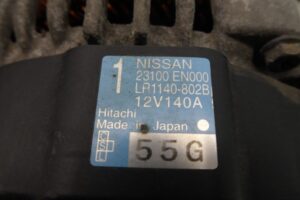 1
NISSAN
23100 EN000
LR1140-802B
12V140A
Hitachi
Made in Japan
55G